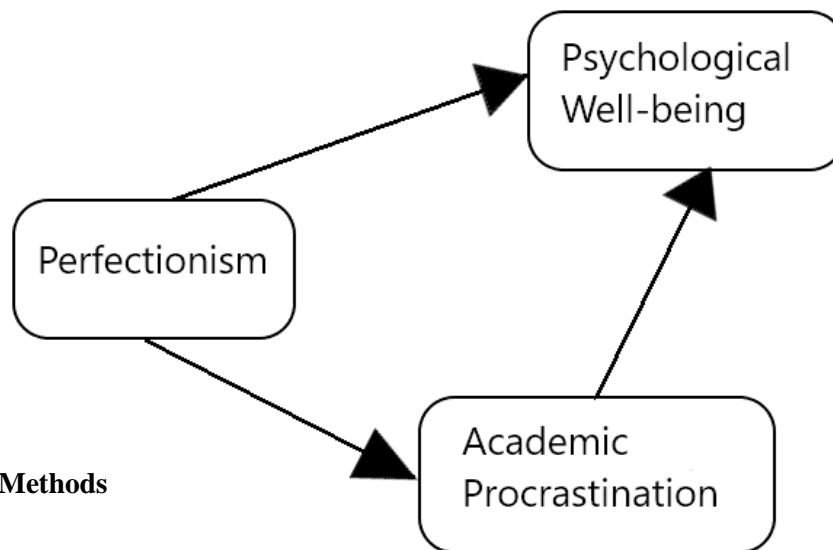 Psychological
Well-being
Perfectionism
Academic
Procrastination
Methods